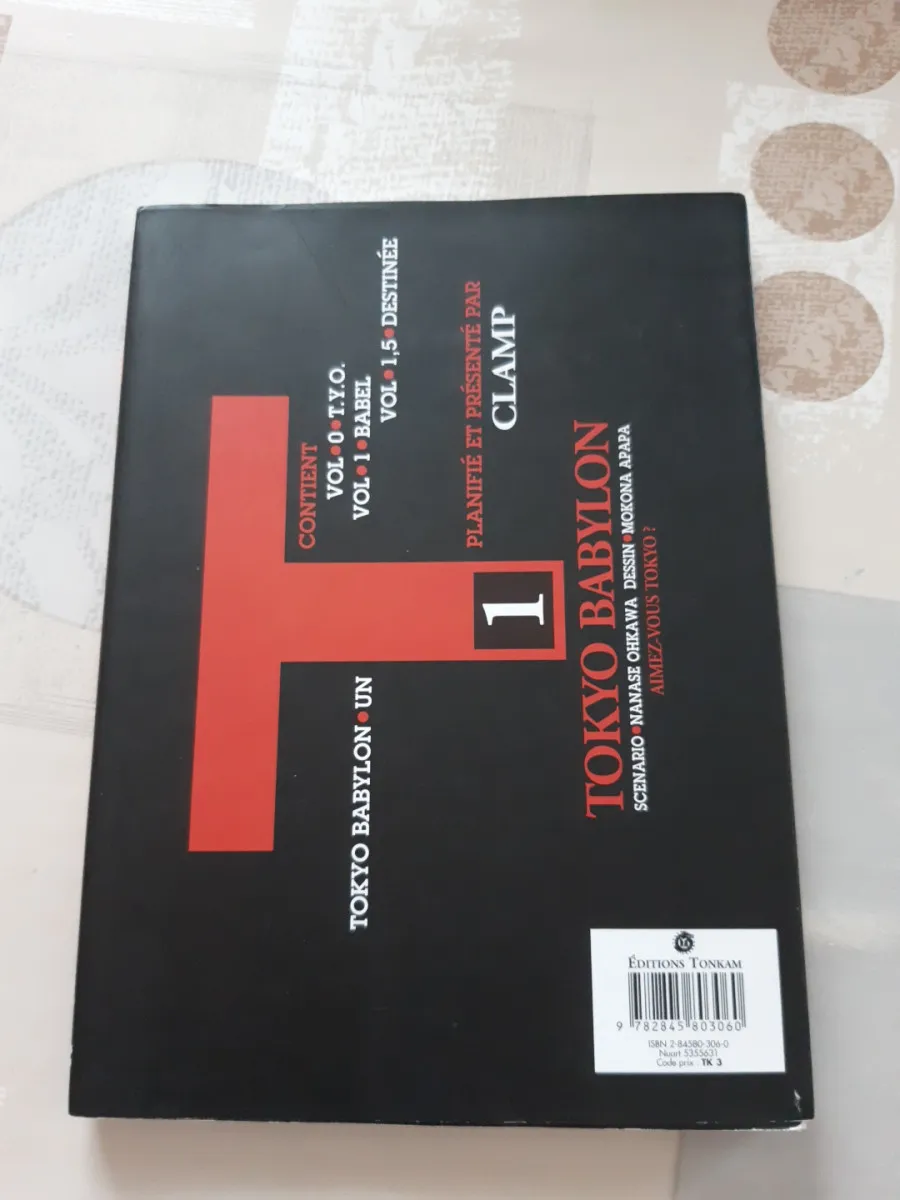 CONTIENT
VOL•0•T.Y.O.
VOL•1•BABEL
VOL•1,5•DESTINÉE
TOKYO BABYLON•UN
PLANIFIÉ ET PRÉSENTÉ PAR
CLAMP
1
TOKYO BABYLON
SCENARIO•NANASE OHKAWA DESSIN•MOKONA APAPA
AIMEZ-VOUS TOKYO ?
ÉDITIONS TONKAM
9 782845 803060
ISBN 2-84580-306-0
Nuart 5355631
Code prix : TK 3